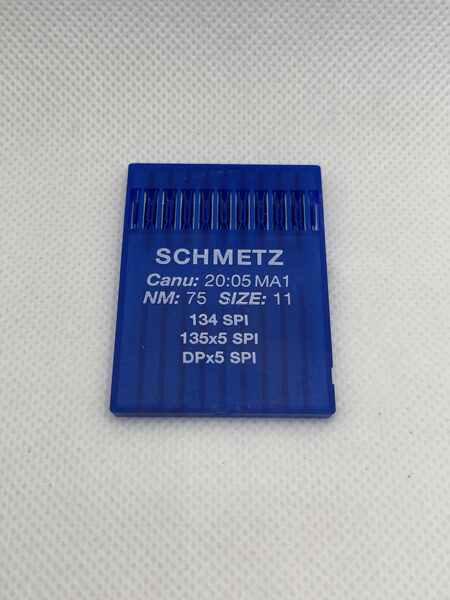 SCHMETZ
Canu: 20:05 MA1
NM: 75 SIZE: 11
134 SPI
135x5 SPI
DPx5 SPI